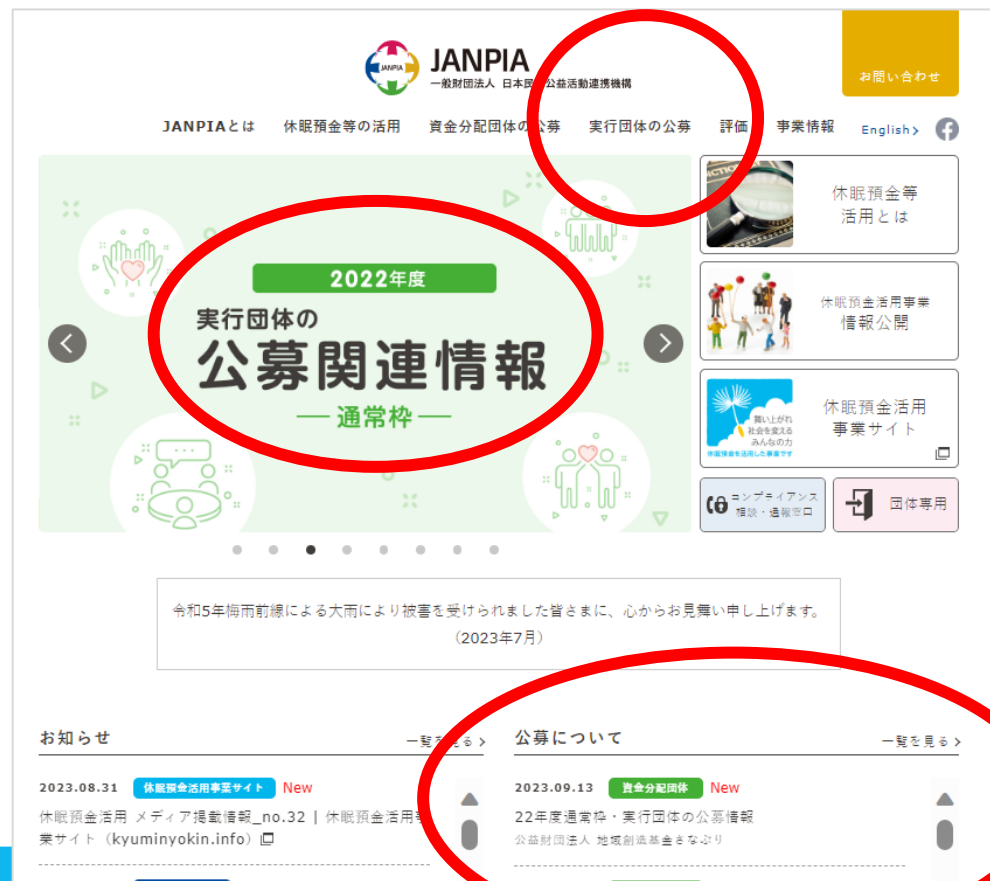 JANPIA
JANPIA
一般財団法人 日本民 公益活動連携機構
お問い合わせ
JANPIAとは 休眠預金等の活用 資金分配団体の公募 実行団体の公募 評価 事業情報 English>
2022年度
実行団体の
公募関連情報
― 通常枠 ―
休眠預金等
活用とは
休眠預金活用事業
情報公開
舞い上がれ
社会を変える
みんなの力
休眠預金を活用した事業です
休眠預金活用
事業サイト
コンプライアンス
相談・通報窓口
団体専用
令和5年梅雨前線による大雨により被害を受けられました皆さまに、心からお見舞い申し上げます。
（2023年7月）
お知らせ 一覧を見る>
2023.08.31 休眠預金活用事業サイト New
休眠預金活用 メディア掲載情報_no.32 | 休眠預金活用事
業サイト（kyuminyokin.info）
公募について 一覧を見る>
2023.09.13 資金分配団体 New
22年度通常枠・実行団体の公募情報
公益財団法人 地域創造基金さなぶり